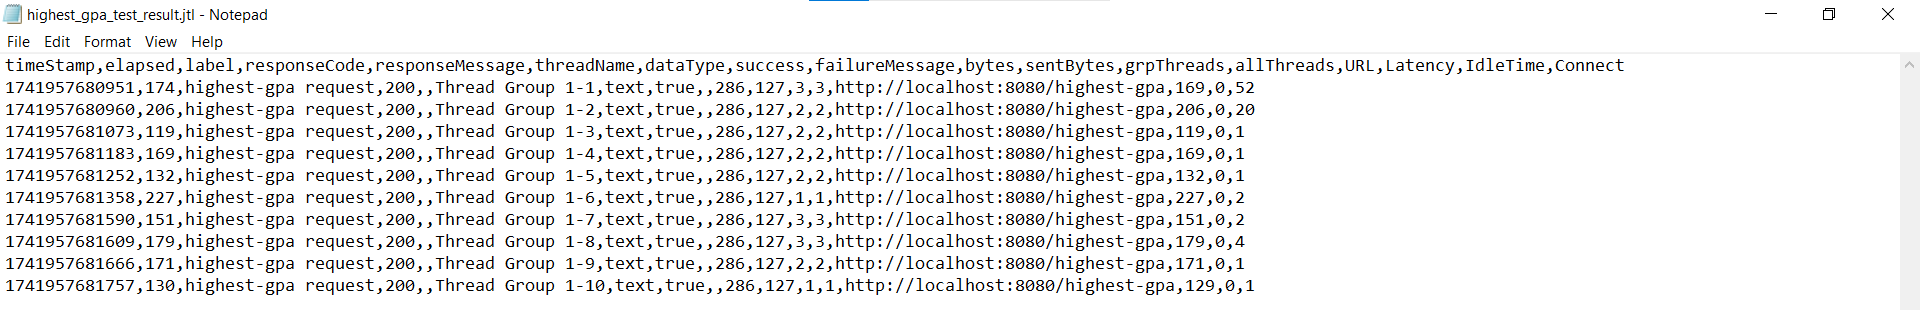 highest_gpa_test_result.jtl - Notepad
File Edit Format View Help
timeStamp,elapsed,label,responseCode,responseMessage,threadName,dataType,success,failureMessage,bytes,sentBytes,grpThreads,allThreads,URL,Latency,IdleTime,Connect
1741957680951,174,highest-gpa request,200,,Thread Group 1-1,text,true,,286,127,3,3,http://localhost:8080/highest-gpa,169,0,52
1741957680960,206,highest-gpa request,200,,Thread Group 1-2,text,true,,286,127,2,2,http://localhost:8080/highest-gpa,206,0,20
1741957681073,119,highest-gpa request,200,,Thread Group 1-3,text,true,,286,127,2,2,http://localhost:8080/highest-gpa,119,0,1
1741957681183,169,highest-gpa request,200,,Thread Group 1-4,text,true,,286,127,2,2,http://localhost:8080/highest-gpa,169,0,1
1741957681252,132,highest-gpa request,200,,Thread Group 1-5,text,true,,286,127,2,2,http://localhost:8080/highest-gpa,132,0,1
1741957681358,227,highest-gpa request,200,,Thread Group 1-6,text,true,,286,127,1,1,http://localhost:8080/highest-gpa,227,0,2
1741957681590,151,highest-gpa request,200,,Thread Group 1-7,text,true,,286,127,3,3,http://localhost:8080/highest-gpa,151,0,2
1741957681609,179,highest-gpa request,200,,Thread Group 1-8,text,true,,286,127,3,3,http://localhost:8080/highest-gpa,179,0,4
1741957681666,171,highest-gpa request,200,,Thread Group 1-9,text,true,,286,127,2,2,http://localhost:8080/highest-gpa,171,0,1
1741957681757,130,highest-gpa request,200,,Thread Group 1-10,text,true,,286,127,1,1,http://localhost:8080/highest-gpa,129,0,1